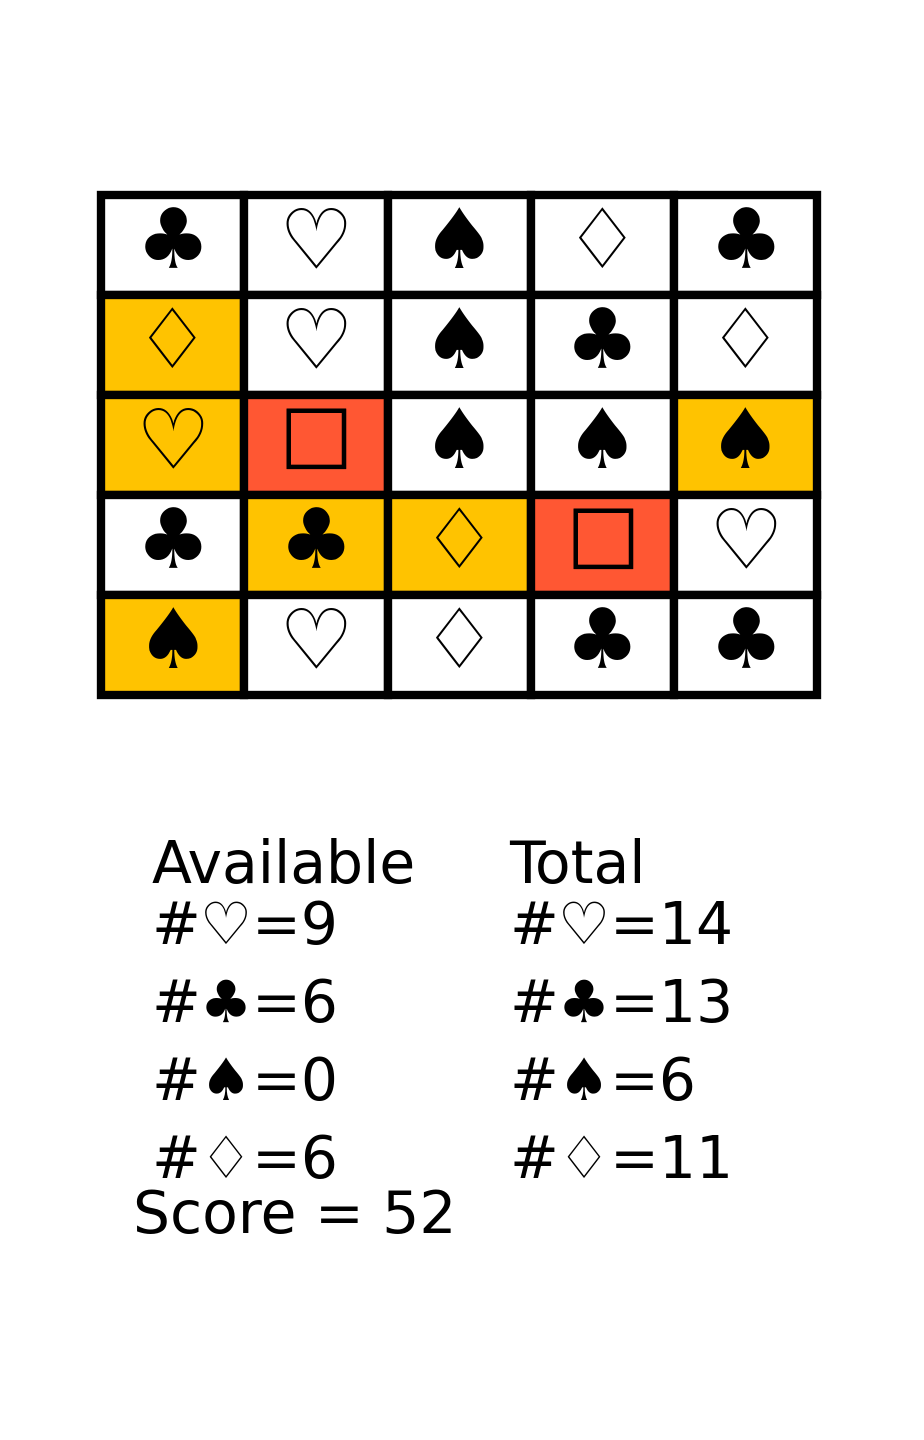 ♣ ♡ ♠ ♢ ♣
♢ ♡ ♠ ♣ ♢
♡ □ ♠ ♠ ♠
♣ ♣ ♢ □ ♡
♠ ♡ ♢ ♣ ♣
Available Total
#♡=9 #♡=14
#♣=6 #♣=13
#♠=0 #♠=6
#♢=6 #♢=11
Score = 52